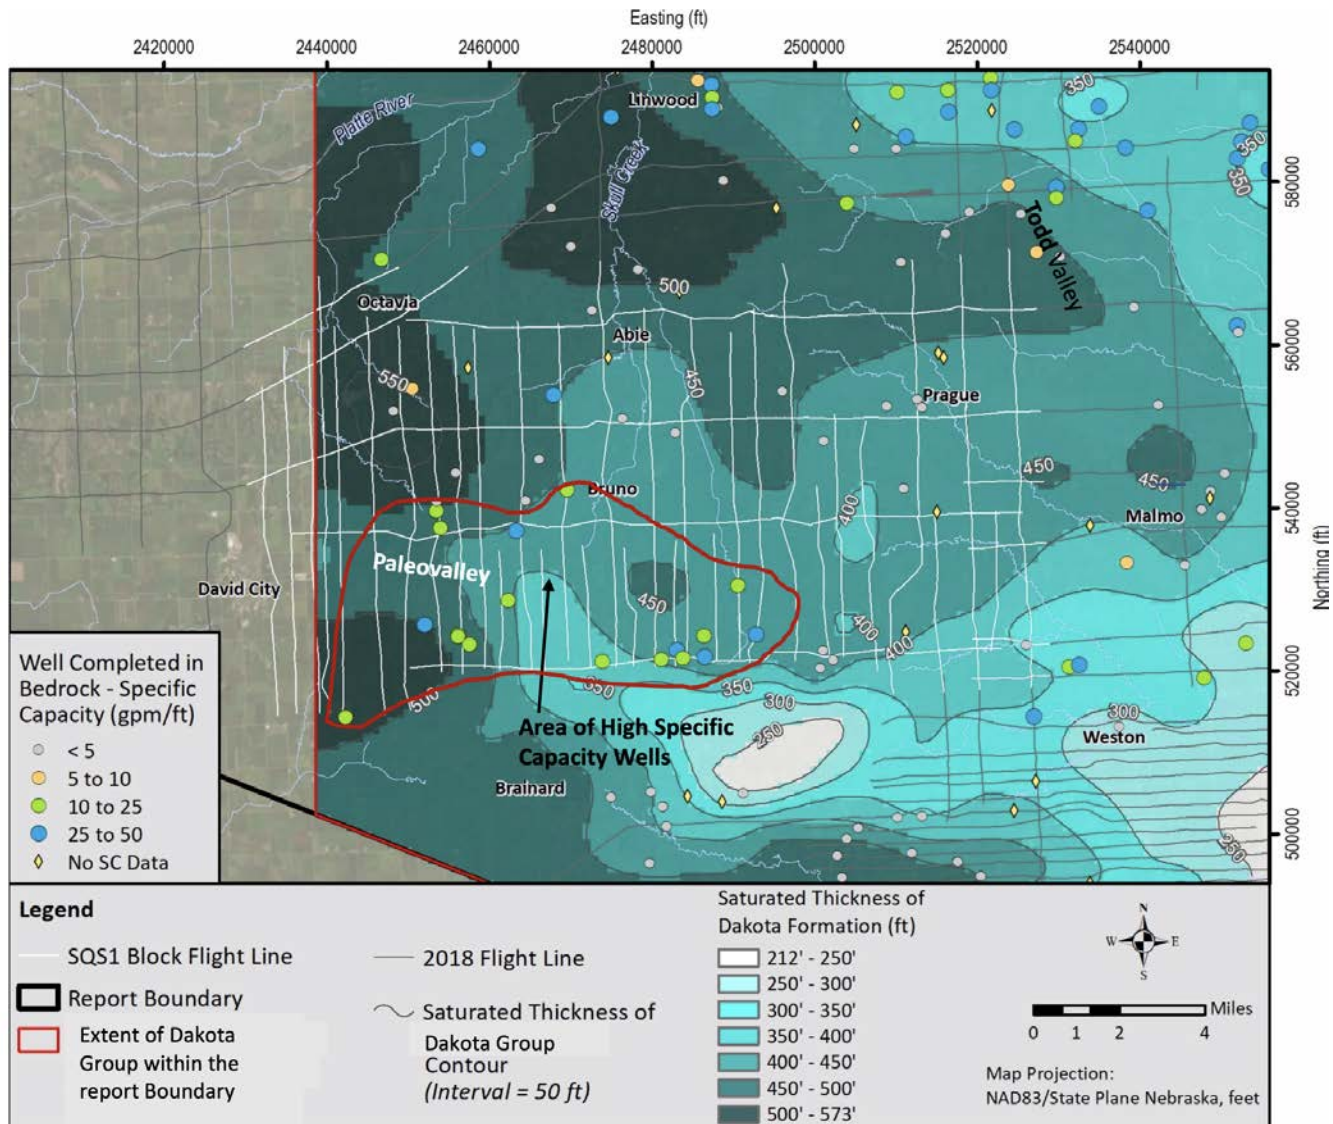 Easting (ft)
2420000 2440000 2460000 2480000 2500000 2520000 2540000
Linwood
350
Platte River
350
Skull Creek
350
580000
Todd Valley
500
Octavia
Abie
560000
550
450
Prague
450
450
Bruno
400
Malmo
540000
Northing (ft)
Paleovalley
David City
450
400
400
350
350
520000
500
300
300
Area of High Specific
Capacity Wells
250
Weston
Brainard
500000
250
Well Completed in
Bedrock - Specific
Capacity (gpm/ft)
< 5
5 to 10
10 to 25
25 to 50
No SC Data
Legend
SQS1 Block Flight Line
Report Boundary
Extent of Dakota
Group within the
report Boundary
2018 Flight Line
Saturated Thickness of
Dakota Group
Contour
(Interval = 50 ft)
Saturated Thickness of
Dakota Formation (ft)
212' - 250'
250' - 300'
300' - 350'
350' - 400'
400' - 450'
450' - 500'
500' - 573'
N
W E
S
Miles
0 1 2 4
Map Projection:
NAD83/State Plane Nebraska, feet